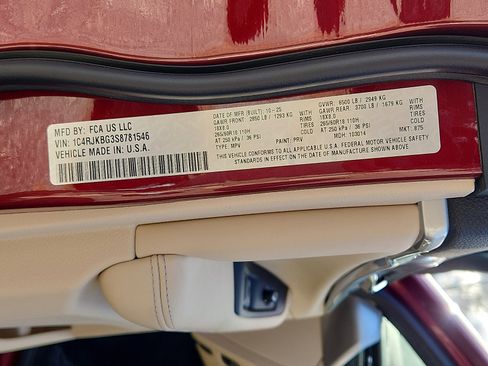 MFD BY: FCA US LLC
VIN: 1C4RJKBG3S8781546
VEHICLE MADE IN: U.S.A.
DATE OF MFR (BUILT): 10-25
GVWR: 6500 LB / 2949 KG
GAWR FRONT: 2850 LB / 1293 KG WITH
GAWR REAR: 3700 LB / 1679 KG WITH
18X8.0 RIMS
18X8.0 RIMS
265/60R18 110H TIRES
265/60R18 110H TIRES
AT 250 kPa / 36 PSI COLD
AT 250 kPa / 36 PSI COLD
TYPE: MPV
PAINT: PRV
MDH: 103014
MKT: 875
THIS VEHICLE CONFORMS TO ALL APPLICABLE U.S.A. FEDERAL MOTOR VEHICLE SAFETY
STANDARDS IN EFFECT ON THE DATE OF MANUFACTURE SHOWN ABOVE